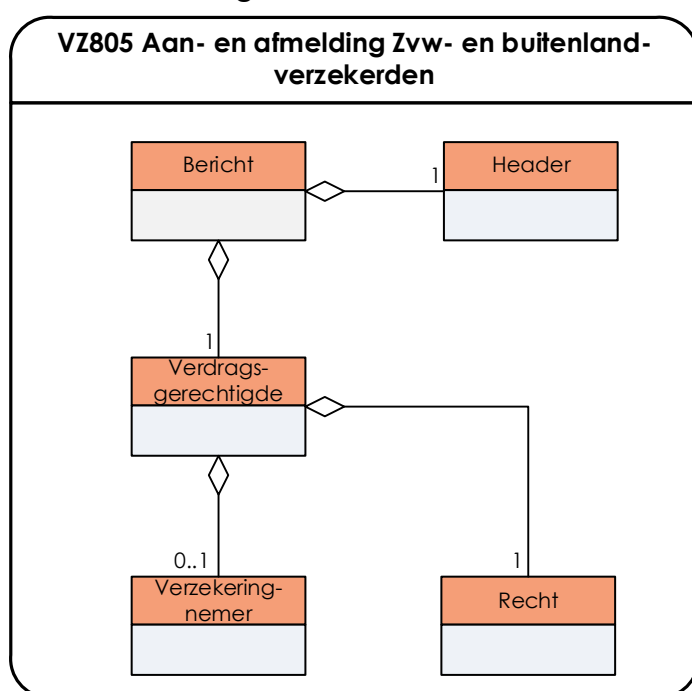 VZ805 Aan- en afmelding Zvw- en buitenland-
verzekerden
Bericht
1
Header
1
Verdrags-
gerechtigde
0..1
1
Verzekering-
nemer
Recht